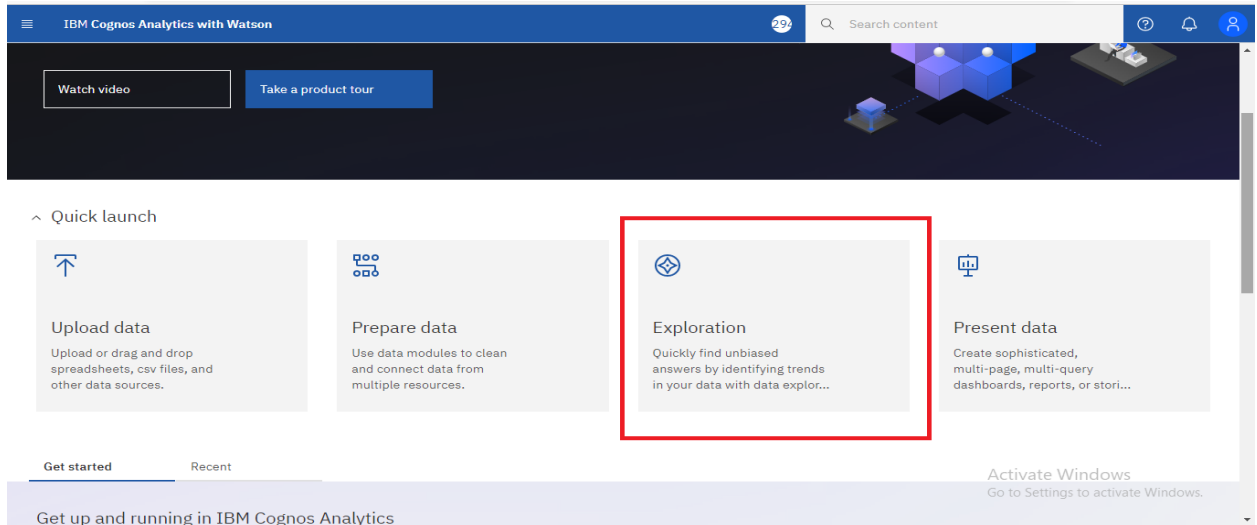 IBM Cognos Analytics with Watson
294
Search content
Watch video
Take a product tour
Quick launch
Upload data
Upload or drag and drop
spreadsheets, csv files, and
other data sources.
Prepare data
Use data modules to clean
and connect data from
multiple resources.
Exploration
Quickly find unbiased
answers by identifying trends
in your data with data explor...
Present data
Create sophisticated,
multi-page, multi-query
dashboards, reports, or stori...
Get started
Recent
Activate Windows
Go to Settings to activate Windows.
Get up and running in IBM Cognos Analytics